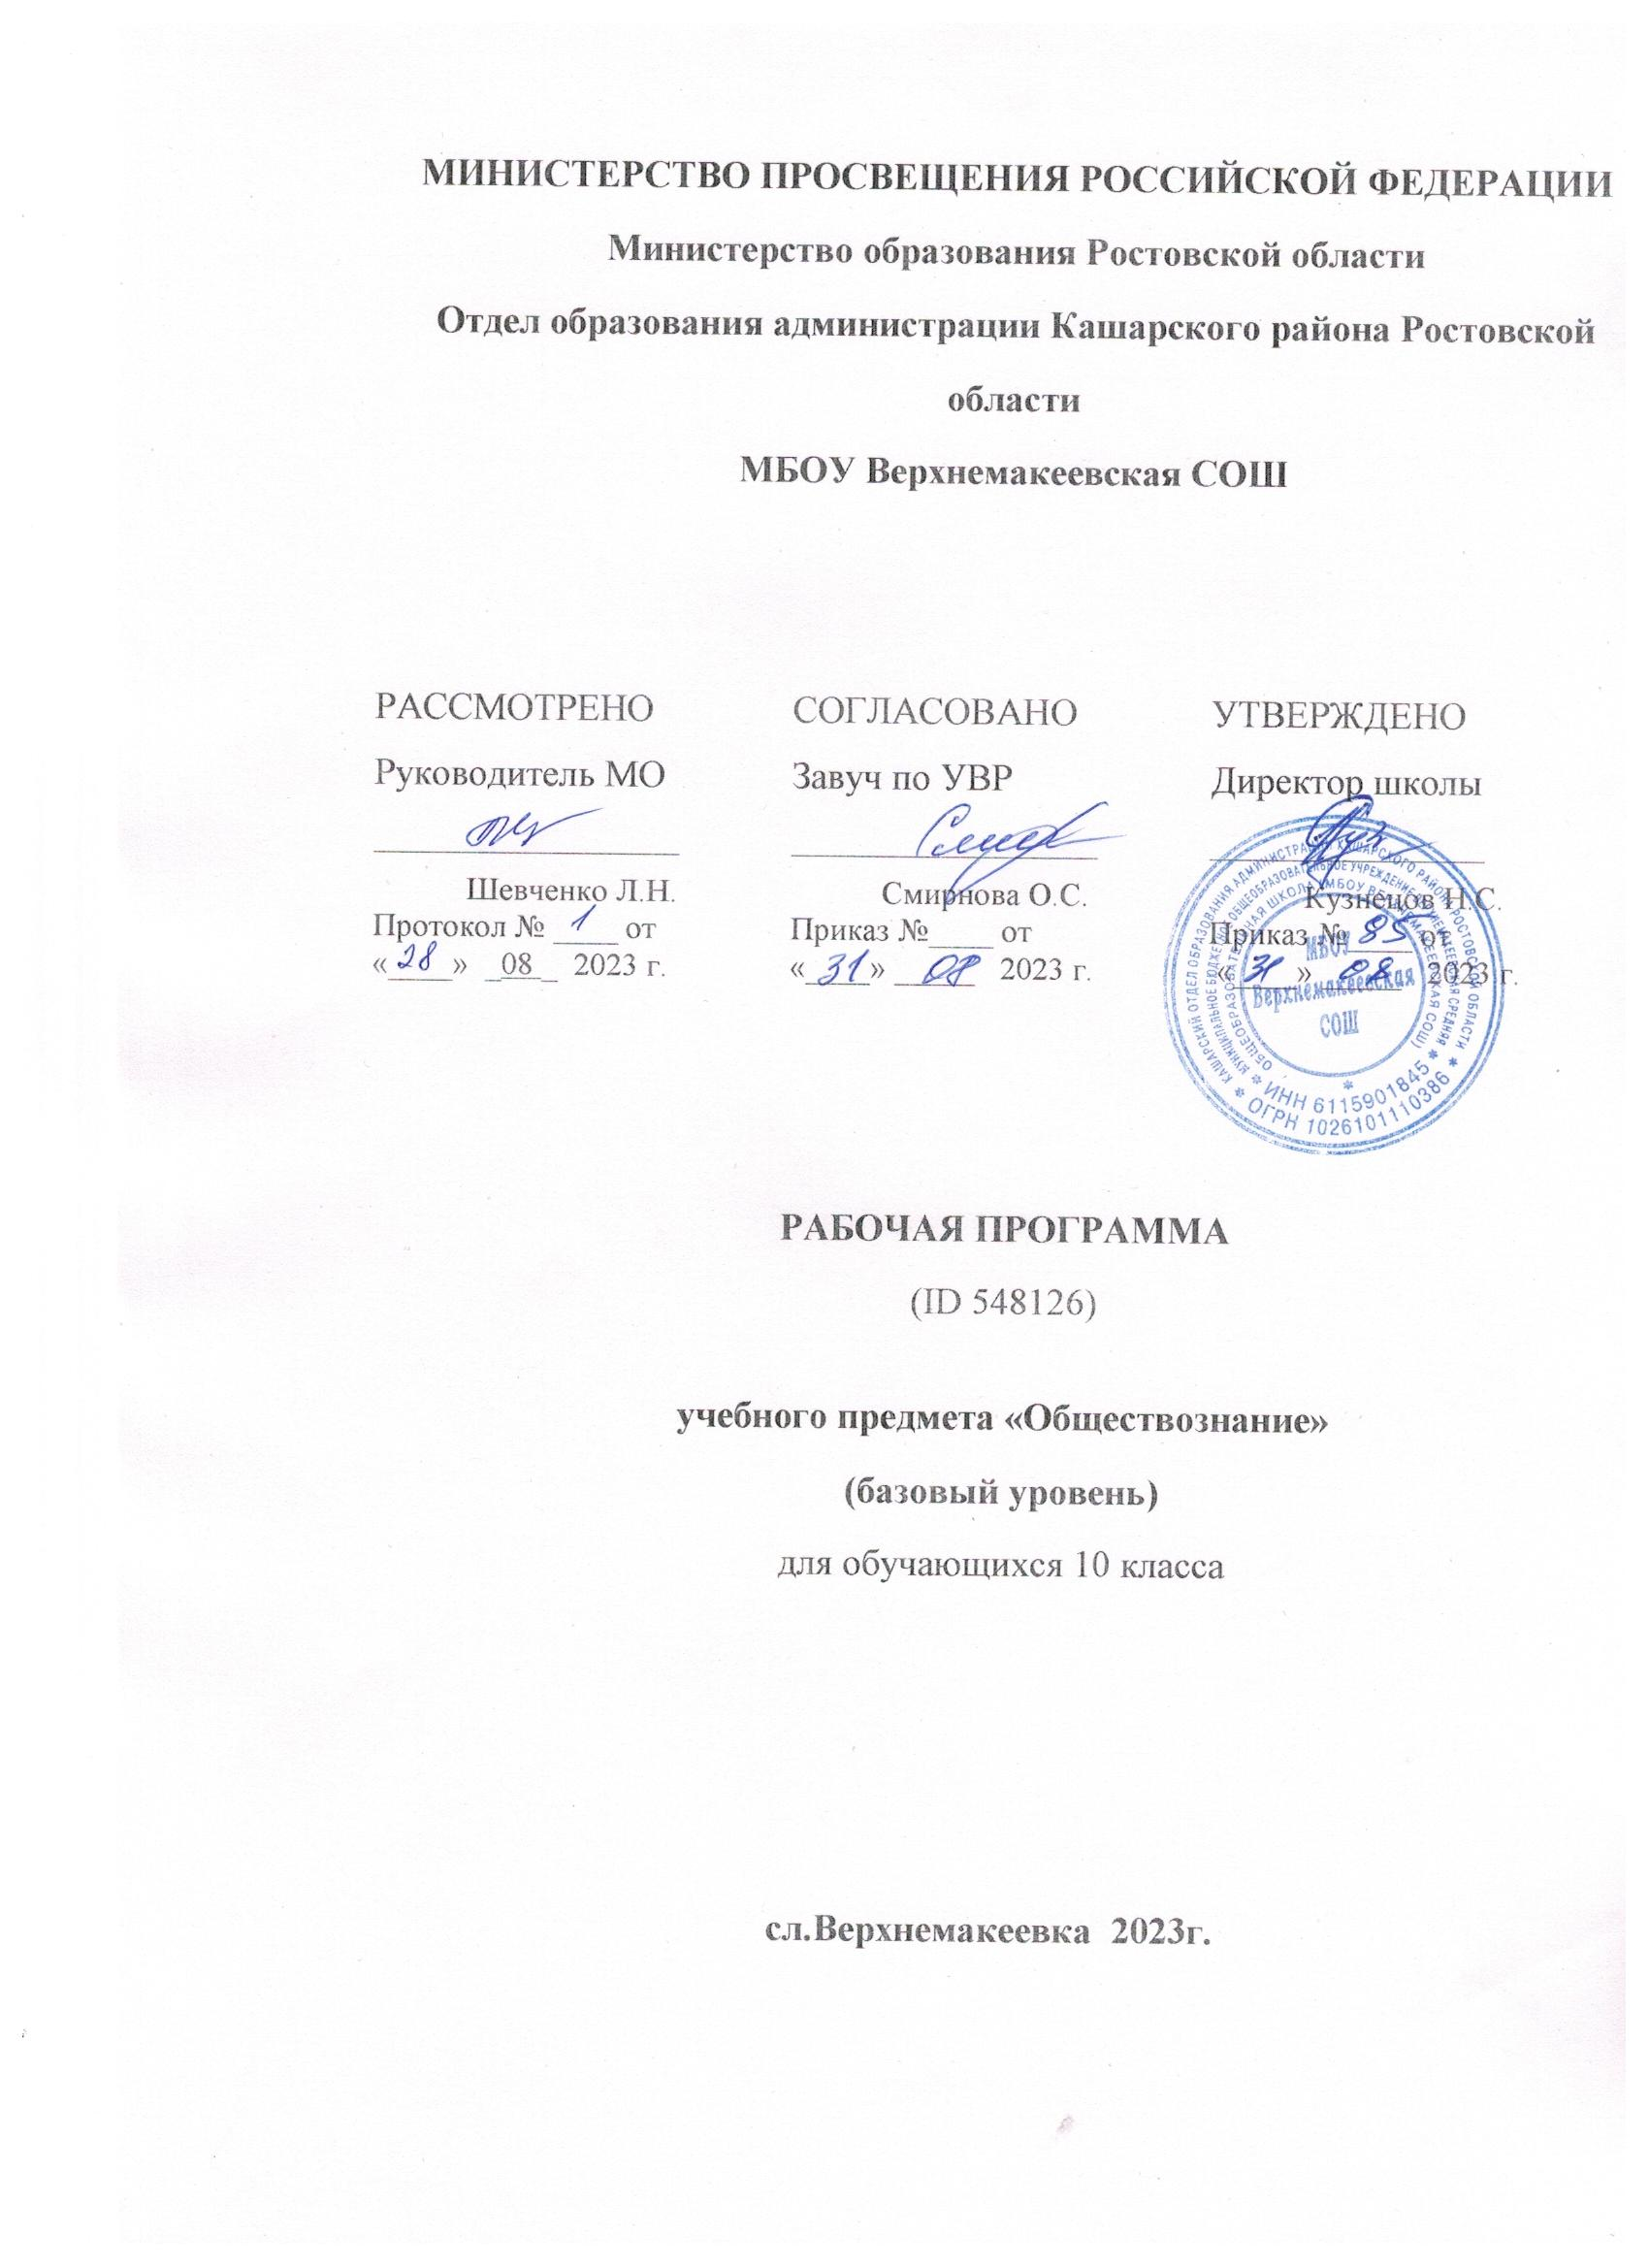 МИНИСТЕРСТВО ПРОСВЕЩЕНИЯ РОССИЙСКОЙ ФЕДЕРАЦИИ
Министерство образования Ростовской области
Отдел образования администрации Кашарского района Ростовской
области
МБОУ Верхнемакеевская СОШ
РАССМОТРЕНО
Руководитель МО
Шевченко Л.Н.
Протокол № 1 от
«28» 08 2023 г.
СОГЛАСОВАНО
Завуч по УВР
Смирнова О.С.
Приказ №____ от
«31» 08 2023 г.
УТВЕРЖДЕНО
Директор школы
Кузнецов Н.С.
Приказ № 85 от
«31» 08 2023 г.
МБОУ
Верхнемакеевская
СОШ
* ИНН 6115901845 *
* ОГРН 1026101110386 *
РАБОЧАЯ ПРОГРАММА
(ID 548126)
учебного предмета «Обществознание»
(базовый уровень)
для обучающихся 10 класса
сл.Верхнемакеевка 2023г.